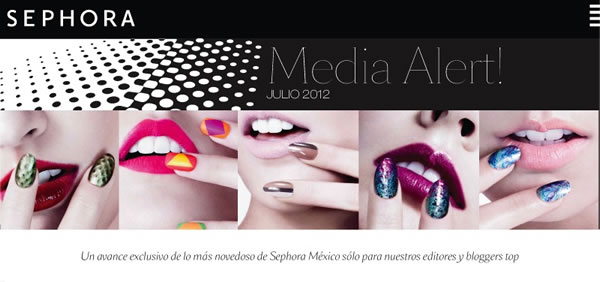 SEPHORA
Media Alert!
JULIO 2012
Un avance exclusivo de lo más novedoso de Sephora México sólo para nuestros editores y bloggers top